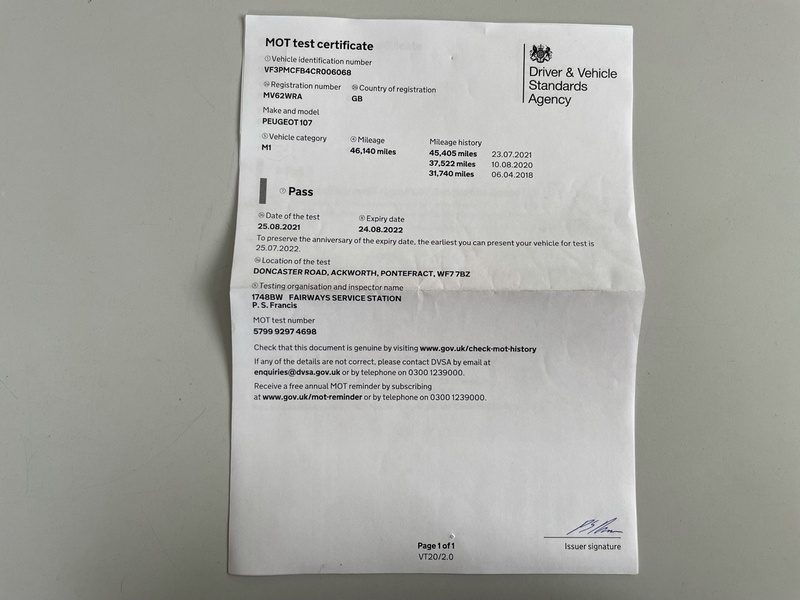 MOT test certificate
Vehicle identification number
VF3PMCFB4CR006068
Registration number Country of registration
MV62WRA GB
Make and model
PEUGEOT 107
Vehicle category Mileage Mileage history
M1 46,140 miles 45,405 miles 23.07.2021
37,522 miles 10.08.2020
31,740 miles 06.04.2018
Driver & Vehicle
Standards
Agency
Pass
Date of the test Expiry date
25.08.2021 24.08.2022
To preserve the anniversary of the expiry date, the earliest you can present your vehicle for test is
25.07.2022.
Location of the test
DONCASTER ROAD, ACKWORTH, PONTEFRACT, WF7 7BZ
Testing organisation and inspector name
1748BW FAIRWAYS SERVICE STATION
P. S. Francis
MOT test number
5799 9297 4698
Check that this document is genuine by visiting www.gov.uk/check-mot-history
If any of the details are not correct, please contact DVSA by email at
enquiries@dvsa.gov.uk or by telephone on 0300 1239000.
Receive a free annual MOT reminder by subscribing
at www.gov.uk/mot-reminder or by telephone on 0300 1239000.
Issuer signature
Page 1 of 1
VT20/2.0